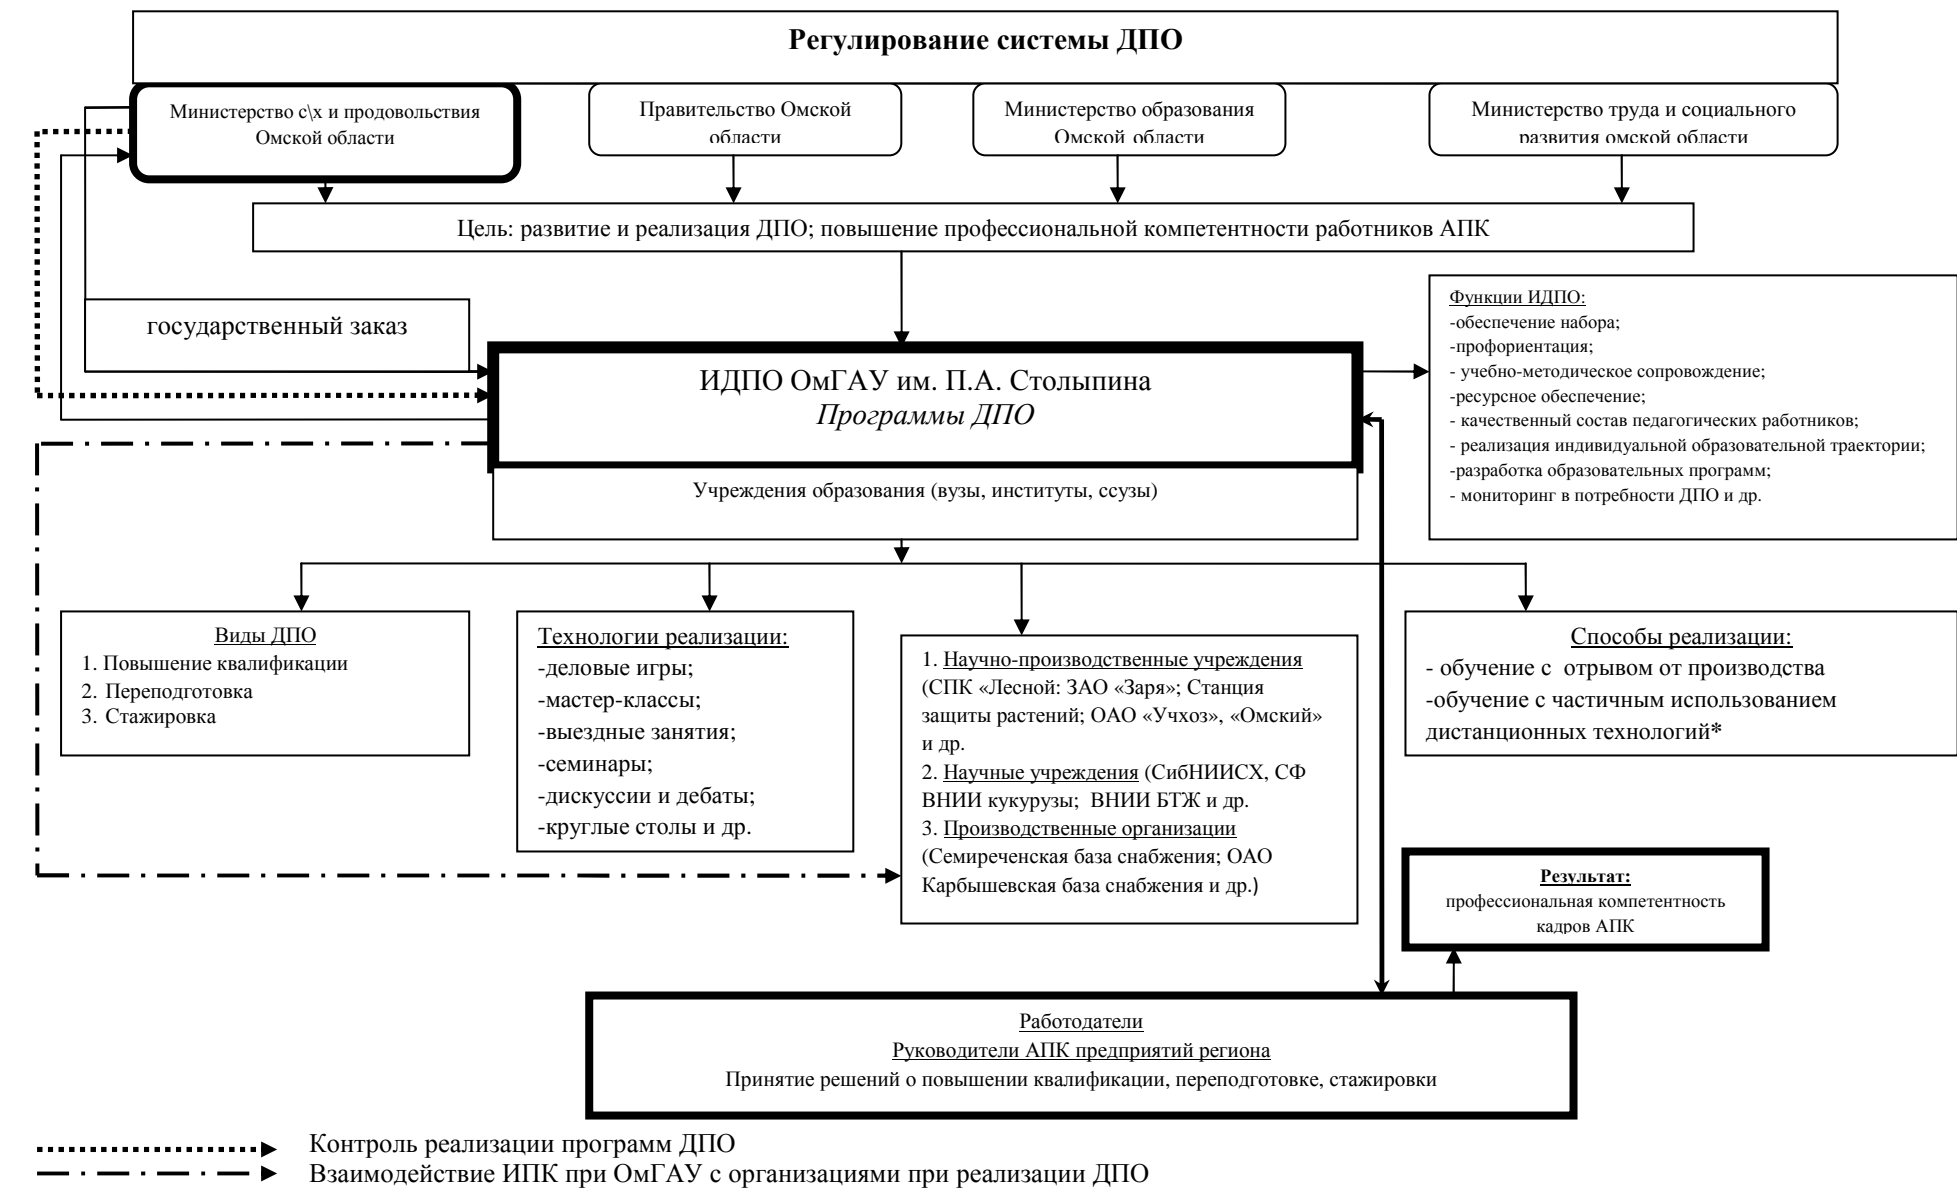 Регулирование системы ДПО
Министерство с\х и продовольствия
Омской области
Правительство Омской
области
Министерство образования
Омской области
Министерство труда и социального
развития омской области
Цель: развитие и реализация ДПО; повышение профессиональной компетентности работников АПК
государственный заказ
ИДПО ОмГАУ им. П.А. Столыпина
Программы ДПО
Учреждения образования (вузы, институты, ссузы)
Функции ИДПО:
-обеспечение набора;
-профориентация;
- учебно-методическое сопровождение;
-ресурсное обеспечение;
- качественный состав педагогических работников;
- реализация индивидуальной образовательной траектории;
-разработка образовательных программ;
- мониторинг в потребности ДПО и др.
Виды ДПО
1. Повышение квалификации
2. Переподготовка
3. Стажировка
Технологии реализации:
-деловые игры;
-мастер-классы;
-выездные занятия;
-семинары;
-дискуссии и дебаты;
-круглые столы и др.
1. Научно-производственные учреждения
(СПК «Лесной: ЗАО «Заря»; Станция
защиты растений; ОАО «Учхоз», «Омский»
и др.
2. Научные учреждения (СибНИИСХ, СФ
ВНИИ кукурузы; ВНИИ БТЖ и др.
3. Производственные организации
(Семиреченская база снабжения; ОАО
Карбышевская база снабжения и др.)
Способы реализации:
- обучение с отрывом от производства
-обучение с частичным использованием
дистанционных технологий*
Результат:
профессиональная компетентность
кадров АПК
Работодатели
Руководители АПК предприятий региона
Принятие решений о повышении квалификации, переподготовке, стажировки
Контроль реализации программ ДПО
Взаимодействие ИПК при ОмГАУ с организациями при реализации ДПО